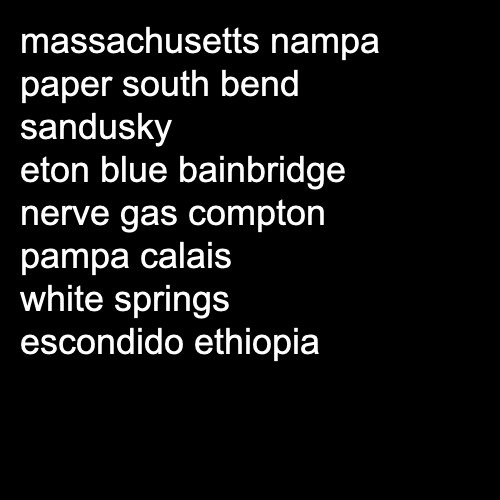 massachusetts nampa
paper south bend
sandusky
eton blue bainbridge
nerve gas compton
pampa calais
white springs
escondido ethiopia